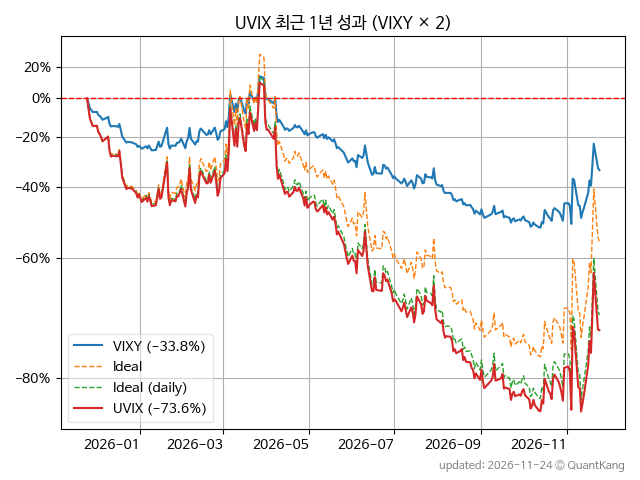 UVIX 최근 1년 성과 (VIXY × 2)
20%
0%
−20%
−40%
−60%
−80%
VIXY (−33.8%)
Ideal
Ideal (daily)
UVIX (−73.6%)
2026-01 2026-03 2026-05 2026-07 2026-09 2026-11
updated: 2026-11-24 © QuantKang